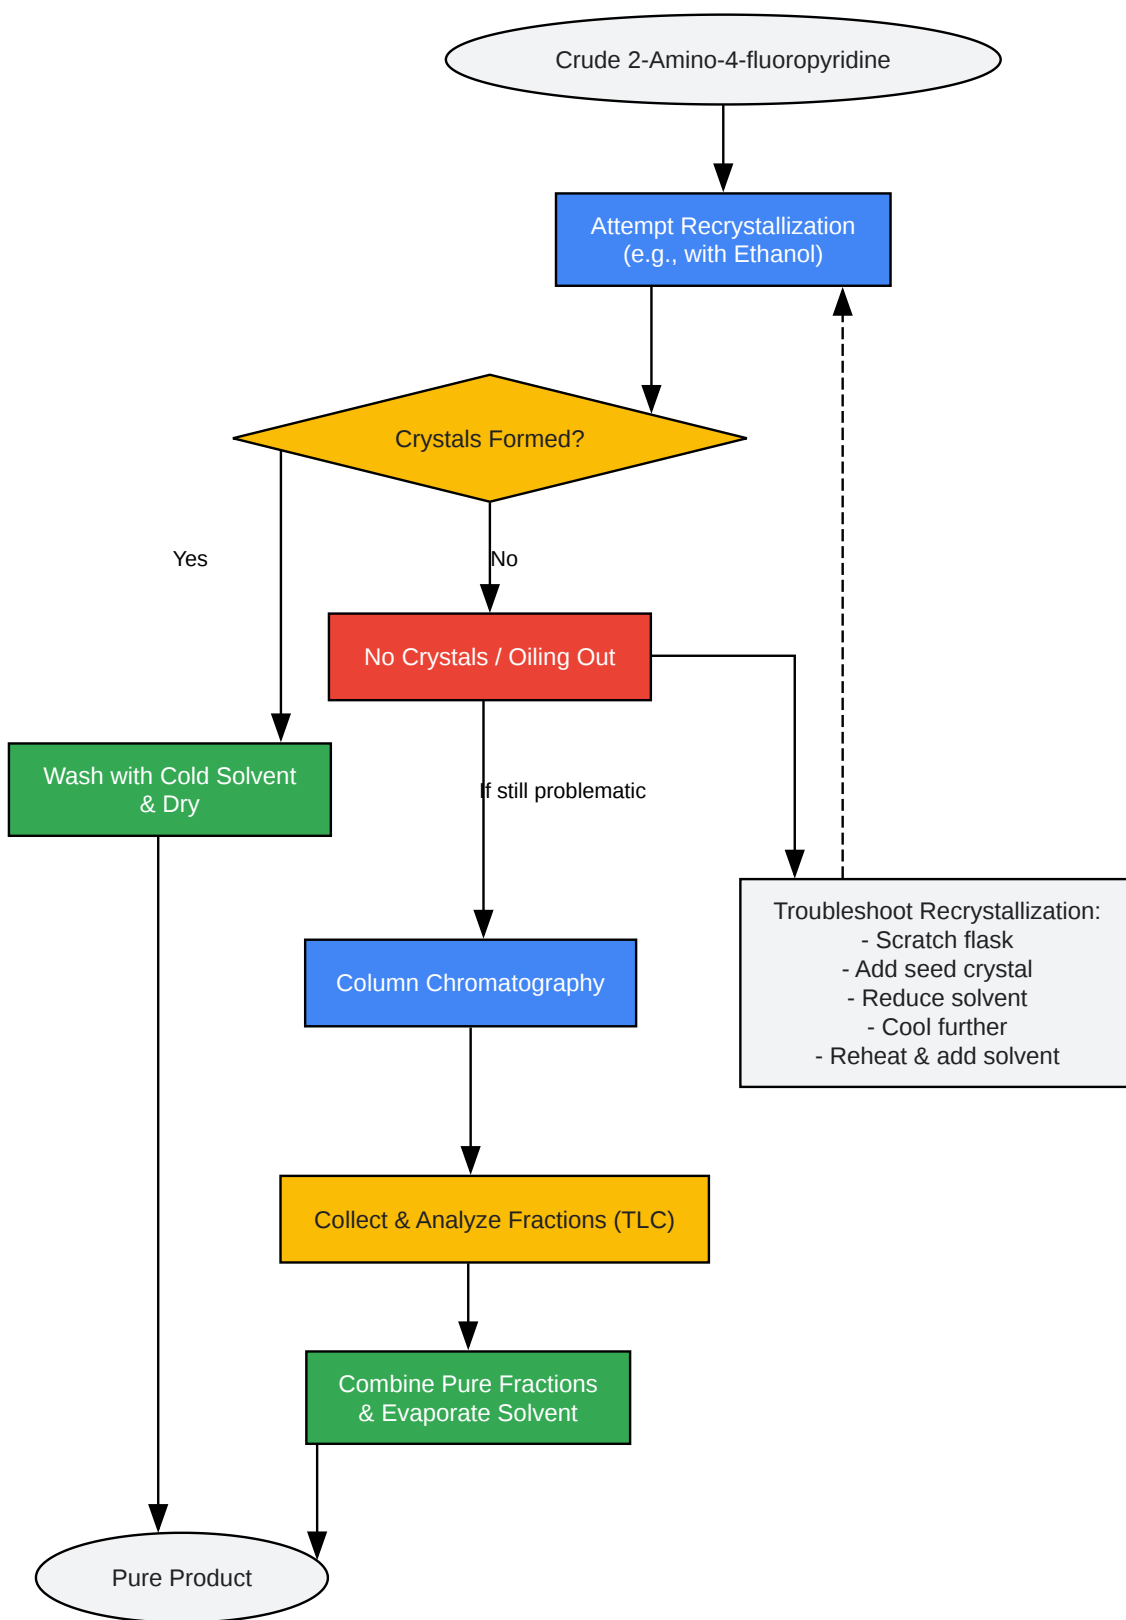 Crude 2-Amino-4-fluoropyridine
Attempt Recrystallization
(e.g., with Ethanol)
Crystals Formed?
Yes
No
No Crystals / Oiling Out
Wash with Cold Solvent
& Dry
If still problematic
Troubleshoot Recrystallization:
- Scratch flask
- Add seed crystal
- Reduce solvent
- Cool further
- Reheat & add solvent
Column Chromatography
Collect & Analyze Fractions (TLC)
Combine Pure Fractions
& Evaporate Solvent
Pure Product